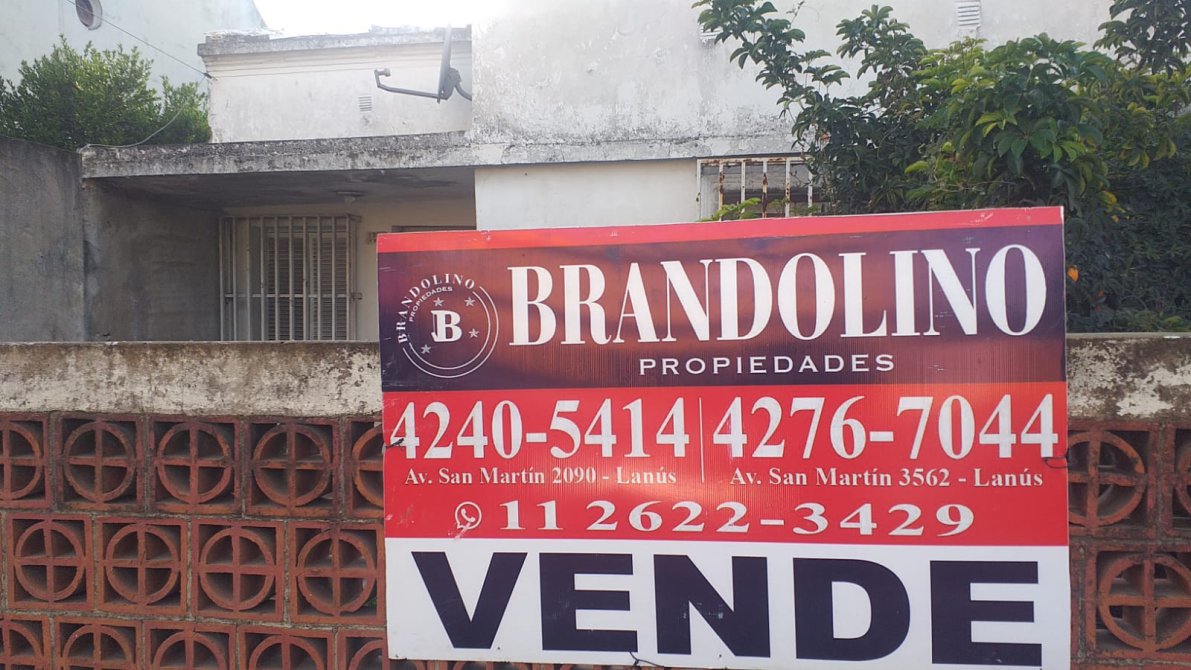 BRANDOLINO
PROPIEDADES
B
BRANDOLINO
PROPIEDADES
4240-5414 4276-7044
Av. San Martín 2090 - Lanús Av. San Martín 3562 - Lanús
11 2622-3429
VENDE